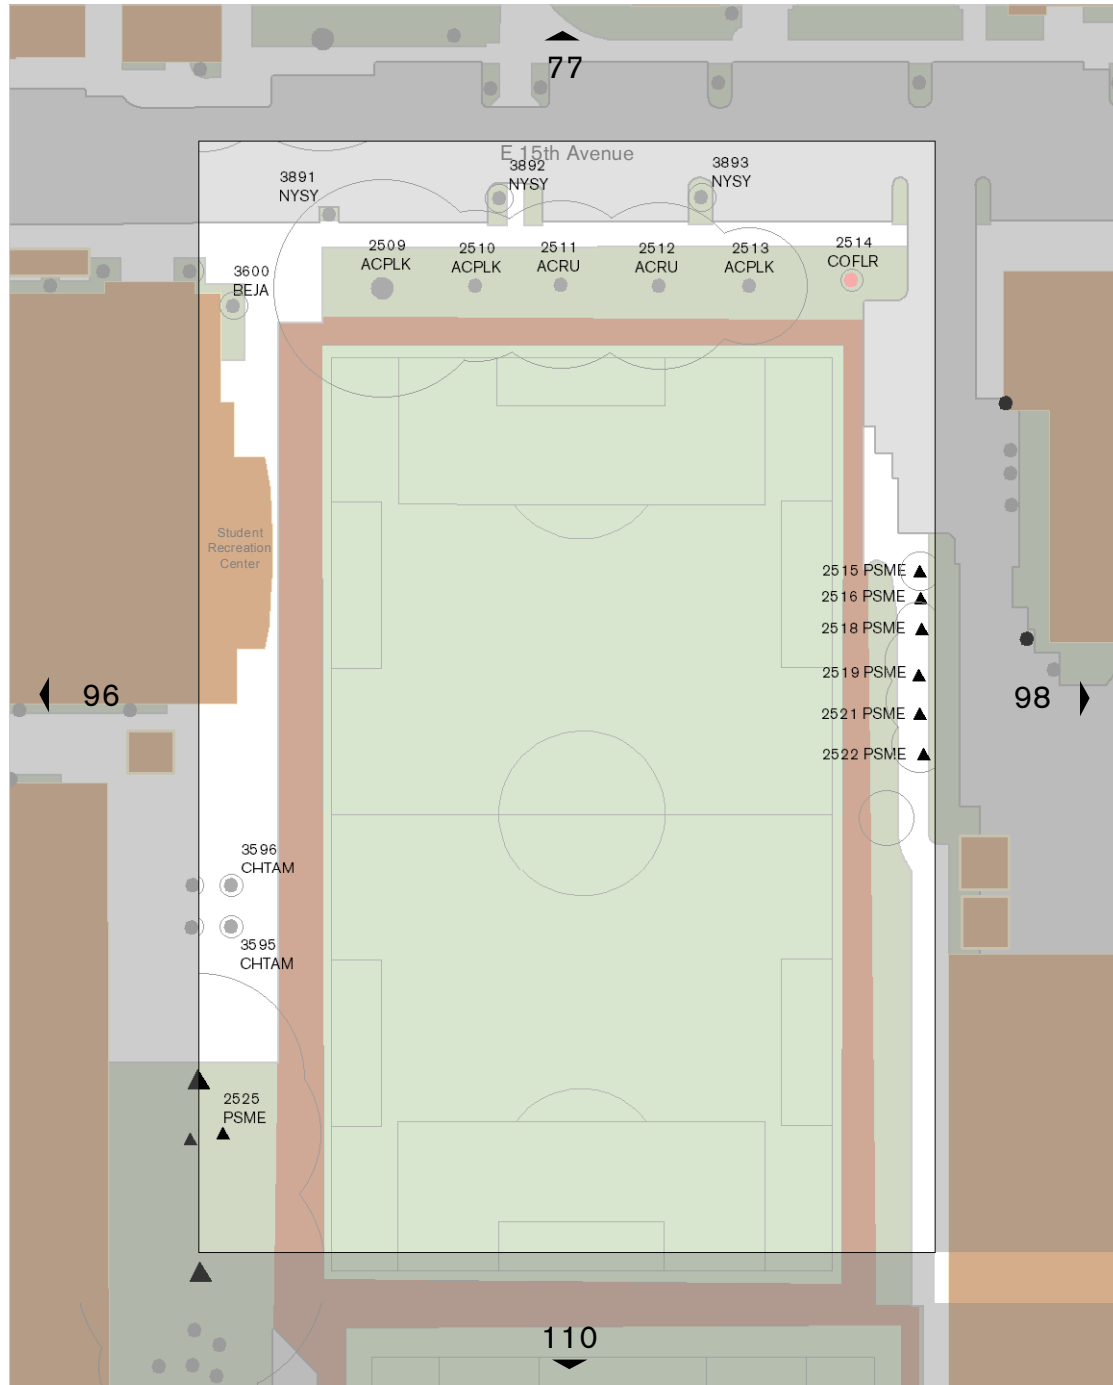 77
E 15th Avenue
3892
NYSY
3893
NYSY
3891
NYSY
2509
ACPLK
2510
ACPLK
2511
ACRU
2512
ACRU
2513
ACPLK
2514
COFLR
3600
BEJA
Student
Recreation
Center
2515 PSME
2516 PSME
2518 PSME
2519 PSME
2521 PSME
2522 PSME
96
98
3596
CHTAM
3595
CHTAM
2525
PSME
110